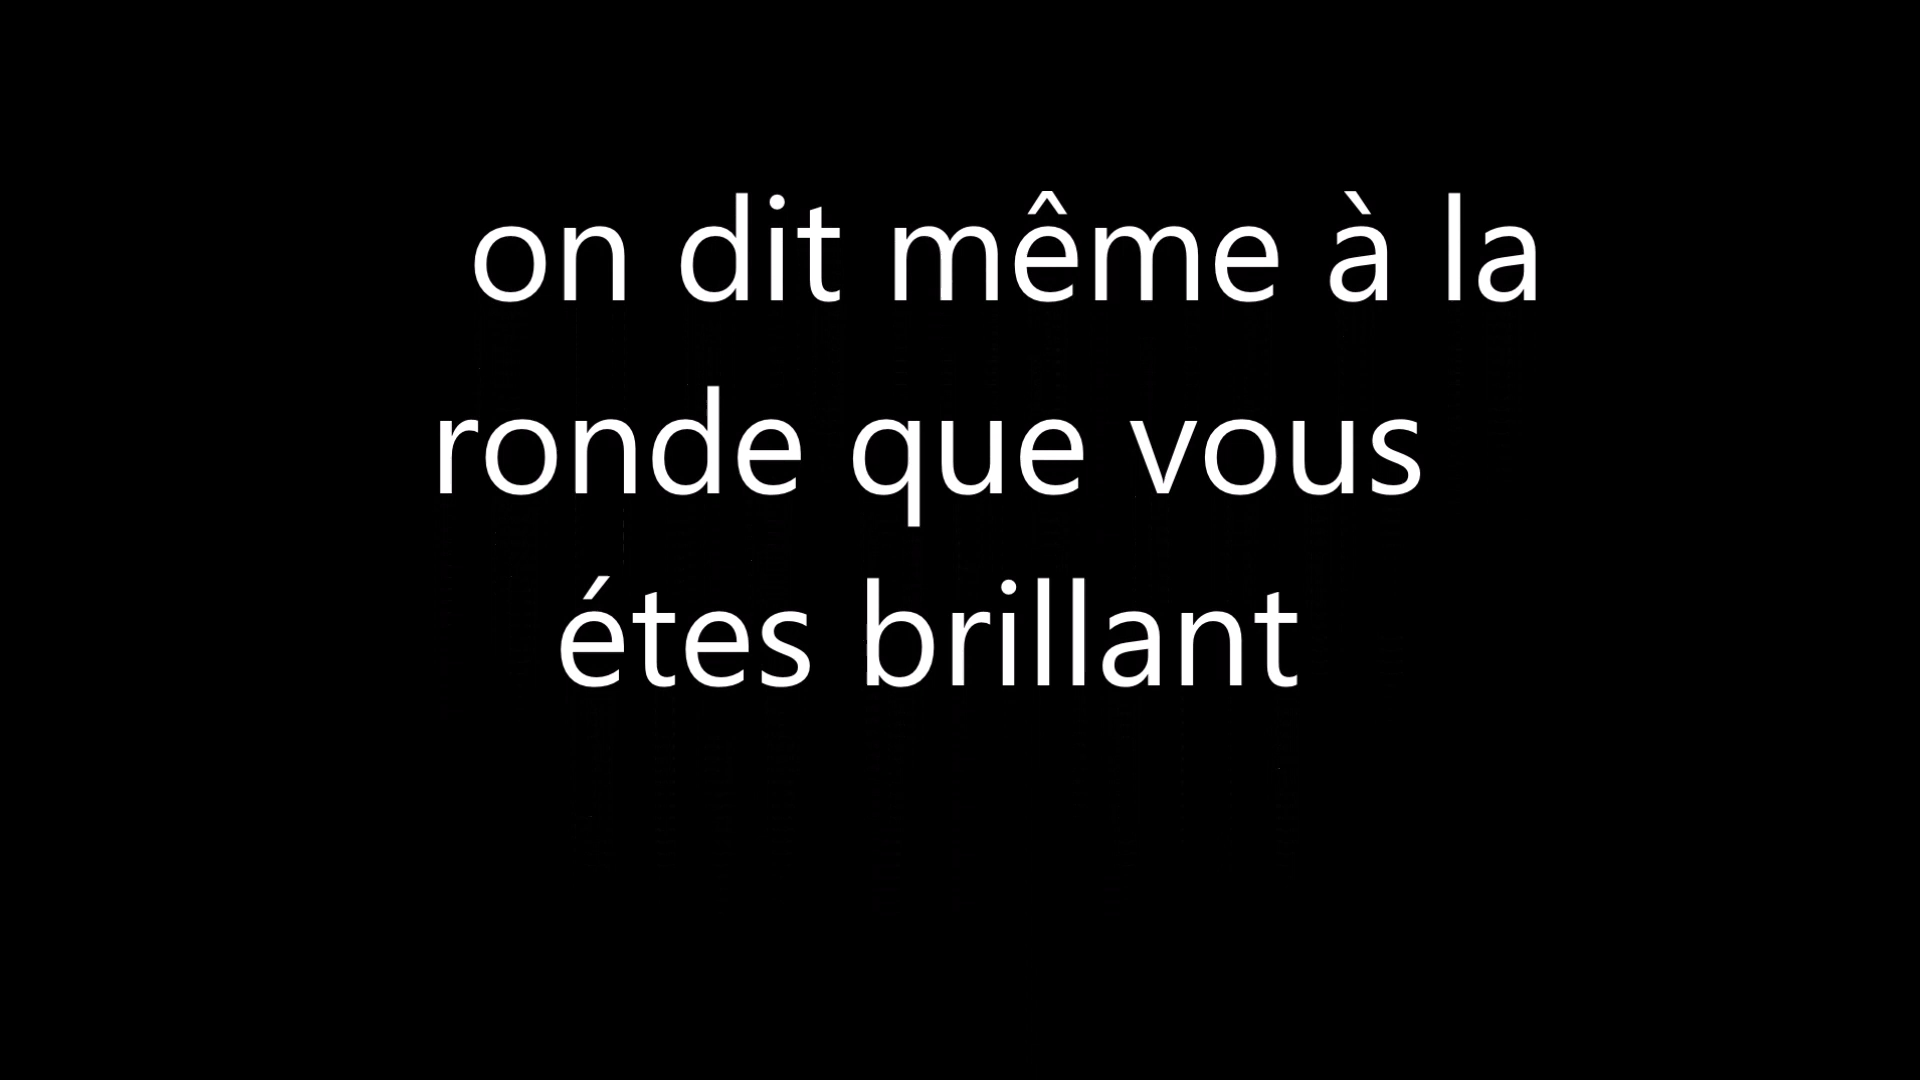 on dit même à la
ronde que vous
étes brillant